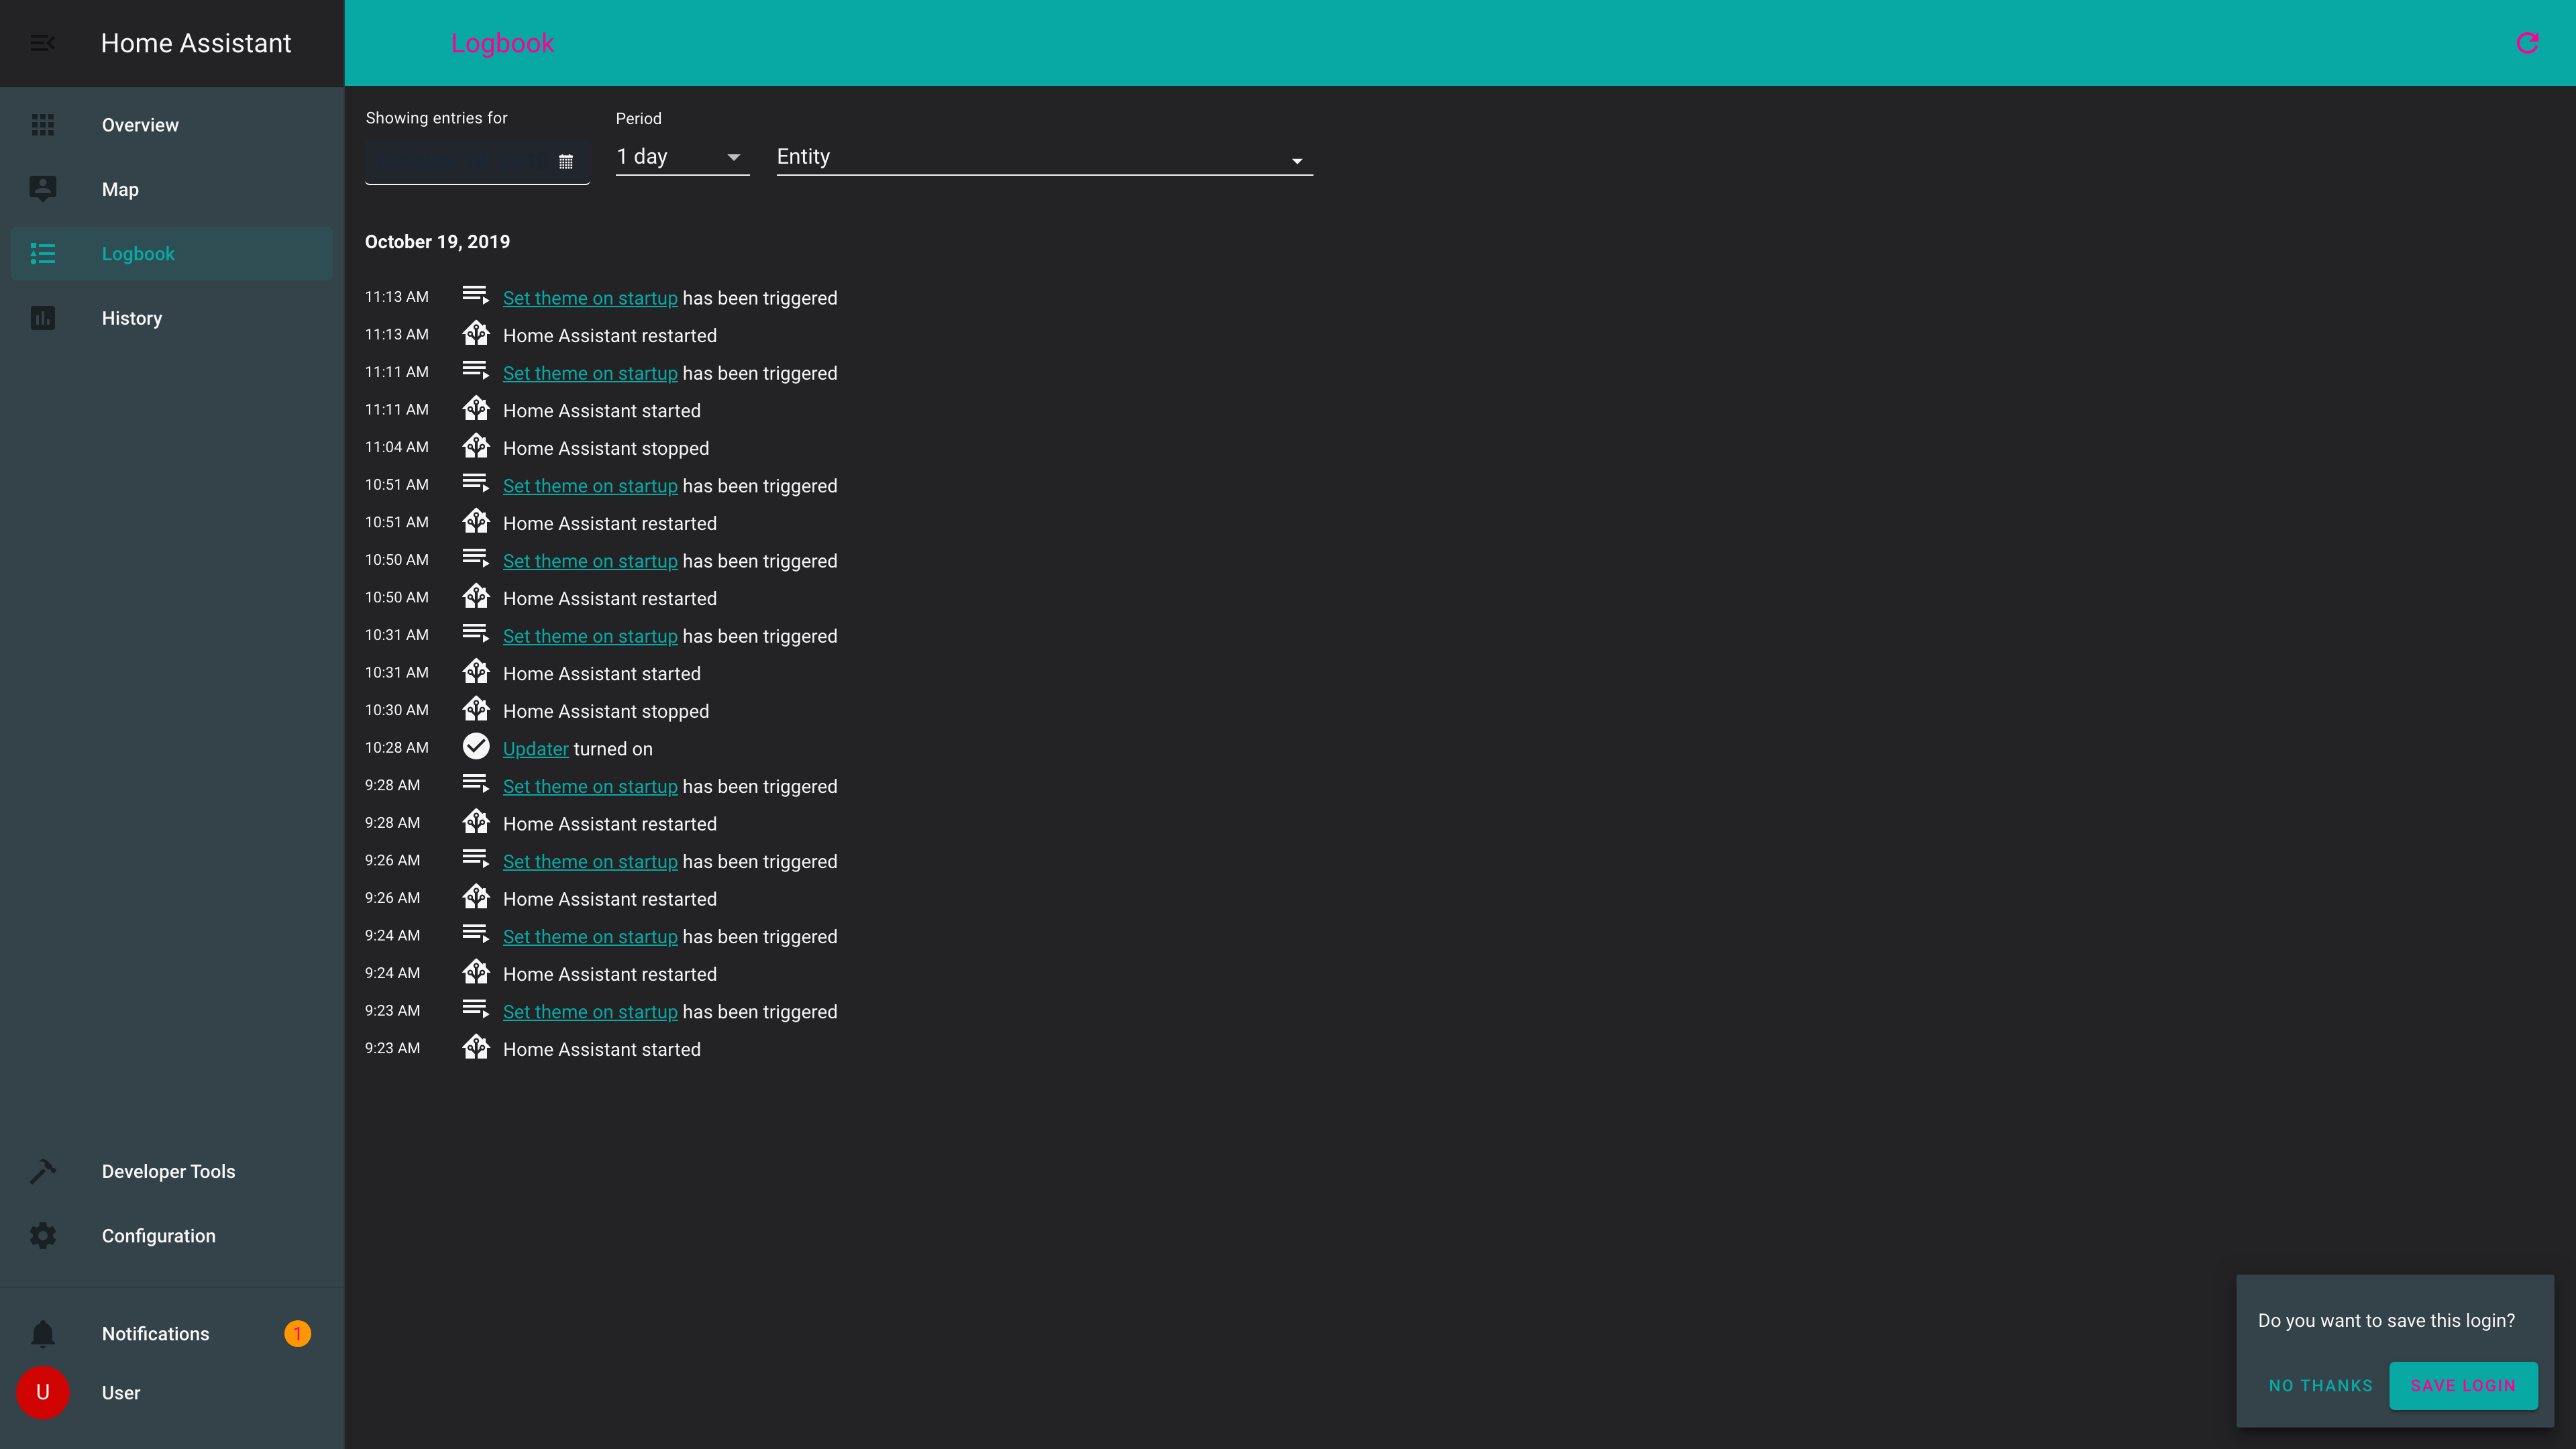 Home Assistant
Logbook
Overview
Map
Logbook
History
Developer Tools
Configuration
Notifications 1
U User
Showing entries for
Period
1 day
Entity
October 19, 2019
11:13 AM Set theme on startup has been triggered
11:13 AM Home Assistant restarted
11:11 AM Set theme on startup has been triggered
11:11 AM Home Assistant started
11:04 AM Home Assistant stopped
10:51 AM Set theme on startup has been triggered
10:51 AM Home Assistant restarted
10:50 AM Set theme on startup has been triggered
10:50 AM Home Assistant restarted
10:31 AM Set theme on startup has been triggered
10:31 AM Home Assistant started
10:30 AM Home Assistant stopped
10:28 AM Updater turned on
9:28 AM Set theme on startup has been triggered
9:28 AM Home Assistant restarted
9:26 AM Set theme on startup has been triggered
9:26 AM Home Assistant restarted
9:24 AM Set theme on startup has been triggered
9:24 AM Home Assistant restarted
9:23 AM Set theme on startup has been triggered
9:23 AM Home Assistant started
Do you want to save this login?
NO THANKS SAVE LOGIN